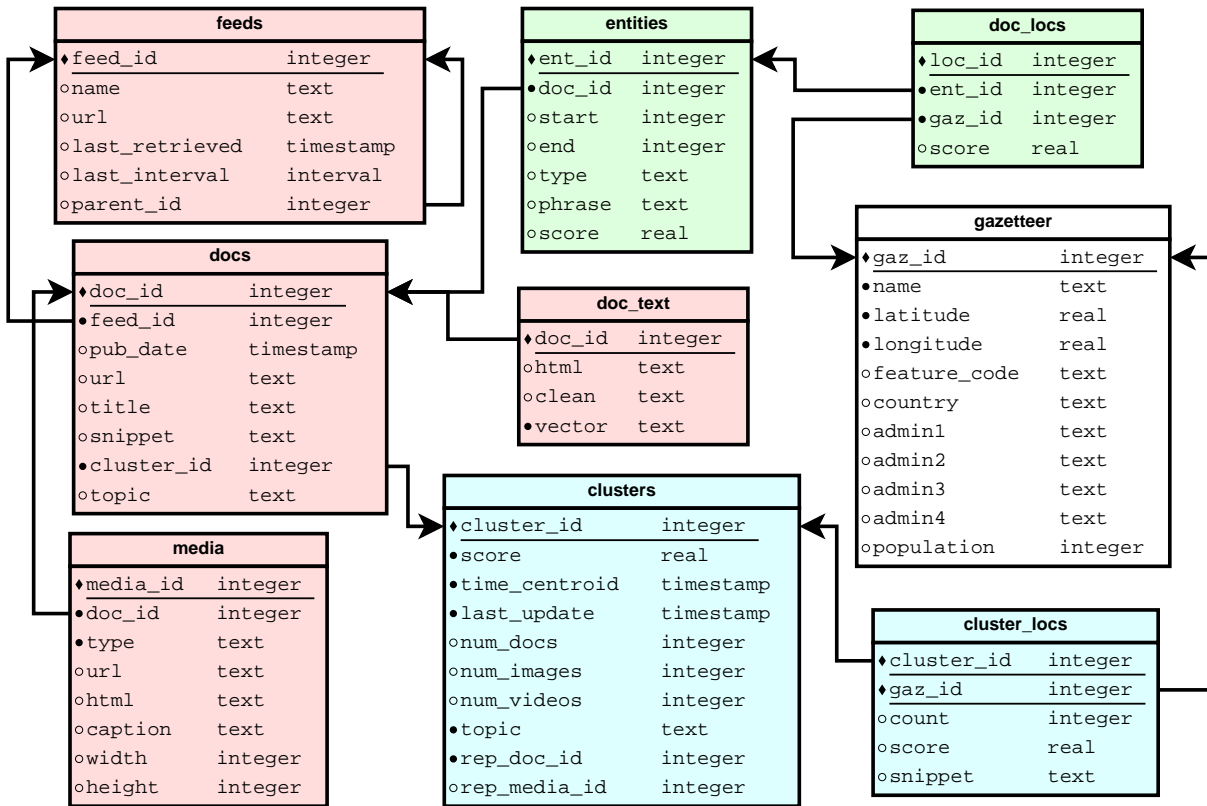 feeds
♦feed_id integer
○name text
○url text
○last_retrieved timestamp
○last_interval interval
○parent_id integer
entities
♦ent_id integer
●doc_id integer
○start integer
○end integer
○type text
○phrase text
○score real
doc_locs
♦loc_id integer
●ent_id integer
●gaz_id integer
○score real
docs
♦doc_id integer
●feed_id integer
○pub_date timestamp
○url text
○title text
○snippet text
●cluster_id integer
○topic text
doc_text
♦doc_id integer
○html text
○clean text
●vector text
gazetteer
♦gaz_id integer
●name text
●latitude real
●longitude real
○feature_code text
○country text
○admin1 text
○admin2 text
○admin3 text
○admin4 text
○population integer
media
♦media_id integer
●doc_id integer
●type text
○url text
○html text
○caption text
○width integer
○height integer
clusters
♦cluster_id integer
●score real
●time_centroid timestamp
●last_update timestamp
○num_docs integer
○num_images integer
○num_videos integer
●topic text
●rep_doc_id integer
○rep_media_id integer
cluster_locs
♦cluster_id integer
♦gaz_id integer
○count integer
○score real
○snippet text